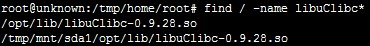 root@unknown:/tmp/home/root# find / -name libuClibc*
/opt/lib/libuClibc-0.9.28.so
/tmp/mnt/sda1/opt/lib/libuClibc-0.9.28.so